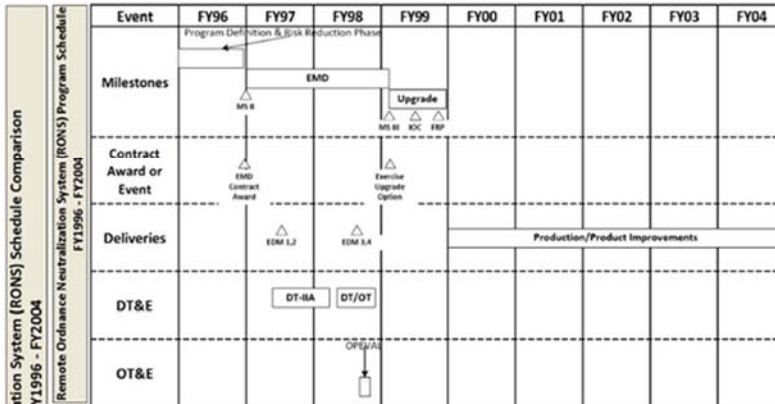 ation System (RONS) Schedule Comparison
Y1996 - FY2004
Remote Ordnance Neutralization System (RONS) Program Schedule
FY1996 - FY2004
Event FY96 FY97 FY98 FY99 FY00 FY01 FY02 FY03 FY04
Program Definition & Risk Reduction Phase
Milestones
EMD
Upgrade
MS II
MS III IOC FRP
Contract
Award or
Event
EMD
Contract
Award
Exercise
Upgrade
Option
Deliveries
EDM 1,2
EDM 3,4
Production/Product Improvements
DT&E
DT-IIA
DT/OT
OPEVAL
OT&E